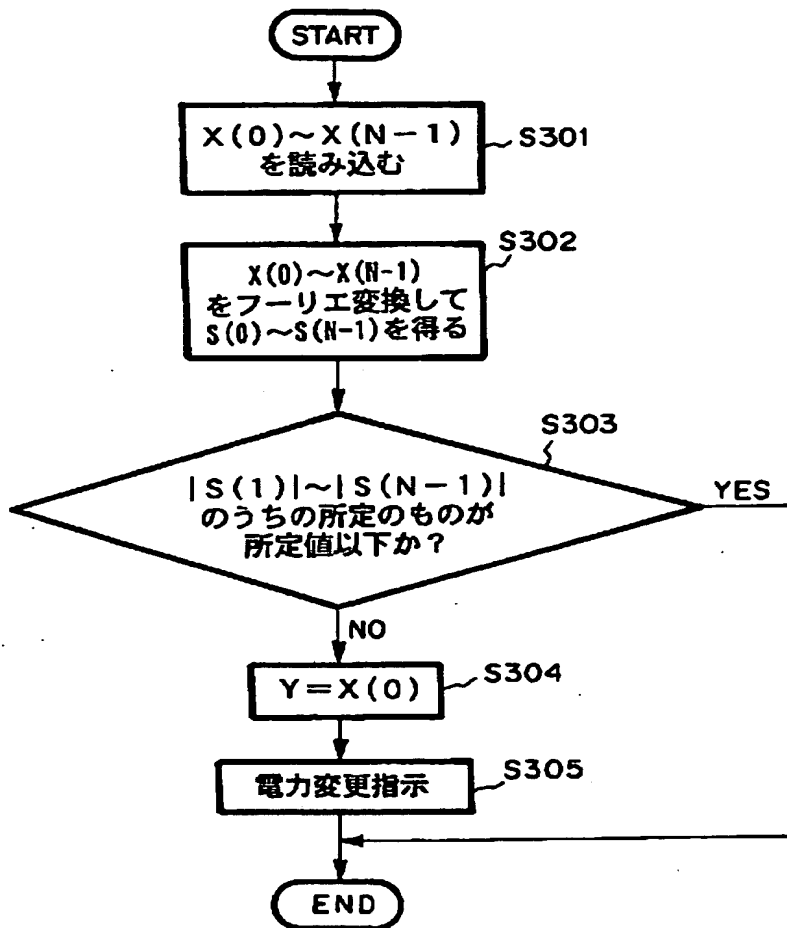 START
X(0)~X(N-1)
を読み込む
S301
S302
X(0)~X(N-1)
をフーリエ変換して
S(0)~S(N-1)を得る
S303
|S(1)|~|S(N-1)|
のうちの所定のものが
所定値以下か?
YES
NO
Y=X(0)
S304
電力変更指示
S305
END